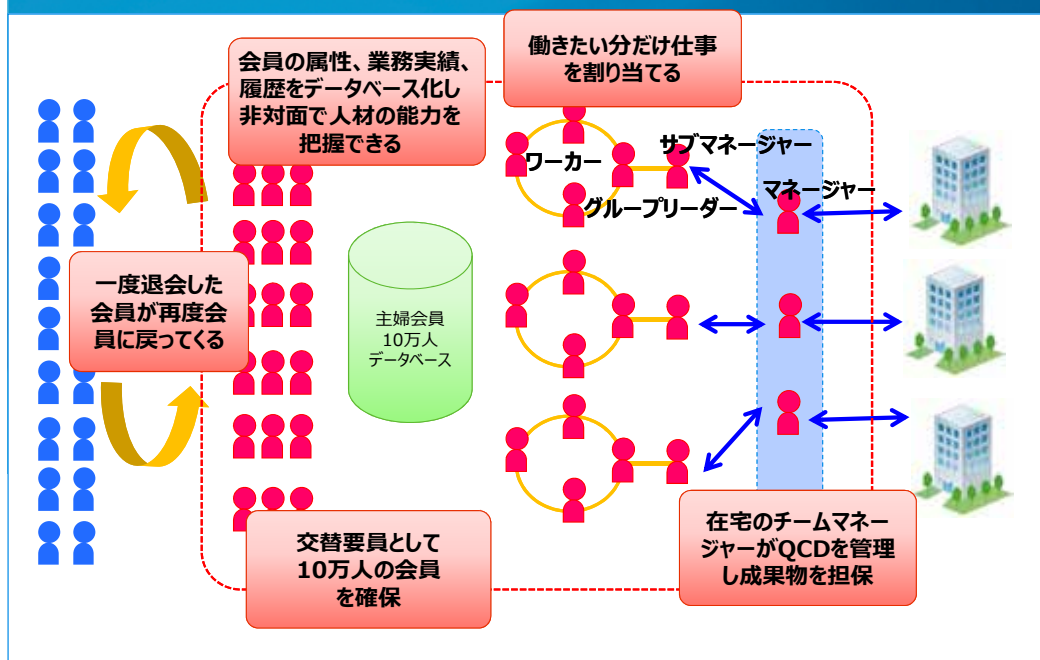 働きたい分だけ仕事
を割り当てる
会員の属性、業務実績、
履歴をデータベース化し
非対面で人材の能力を
把握できる
ワーカー
サブマネージャー
グループリーダー
マネージャー
一度退会した
会員が再度会
員に戻ってくる
主婦会員
10万人
データベース
交替要員として
10万人の会員
を確保
在宅のチームマネー
ジャーがQCDを管理
し成果物を担保